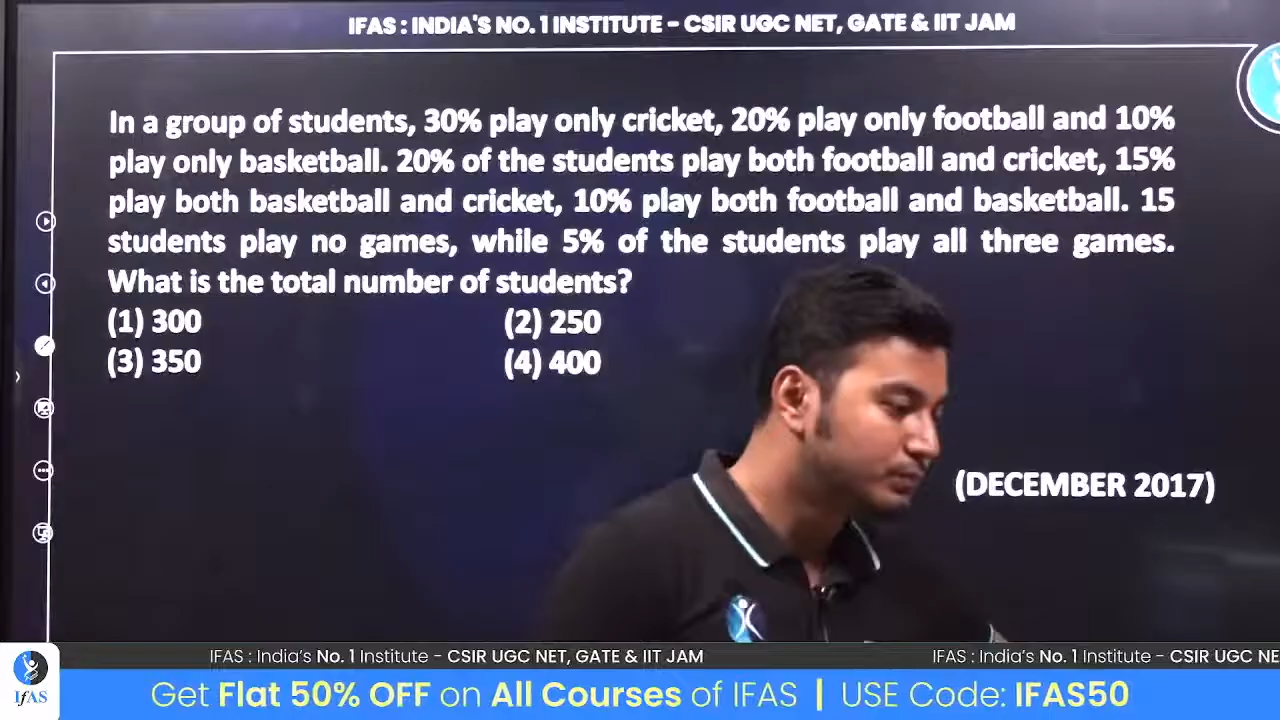 IFAS : INDIA'S NO. 1 INSTITUTE – CSIR UGC NET, GATE & IIT JAM
In a group of students, 30% play only cricket, 20% play only football and 10%
play only basketball. 20% of the students play both football and cricket, 15%
play both basketball and cricket, 10% play both football and basketball. 15
students play no games, while 5% of the students play all three games.
What is the total number of students?
(1) 300 (2) 250
(3) 350 (4) 400
(DECEMBER 2017)
IFAS : India's No. 1 Institute – CSIR UGC NET, GATE & IIT JAM IFAS : India's No. 1 Institute – CSIR UGC NE
IFAS
Get Flat 50% OFF on All Courses of IFAS | USE Code: IFAS50